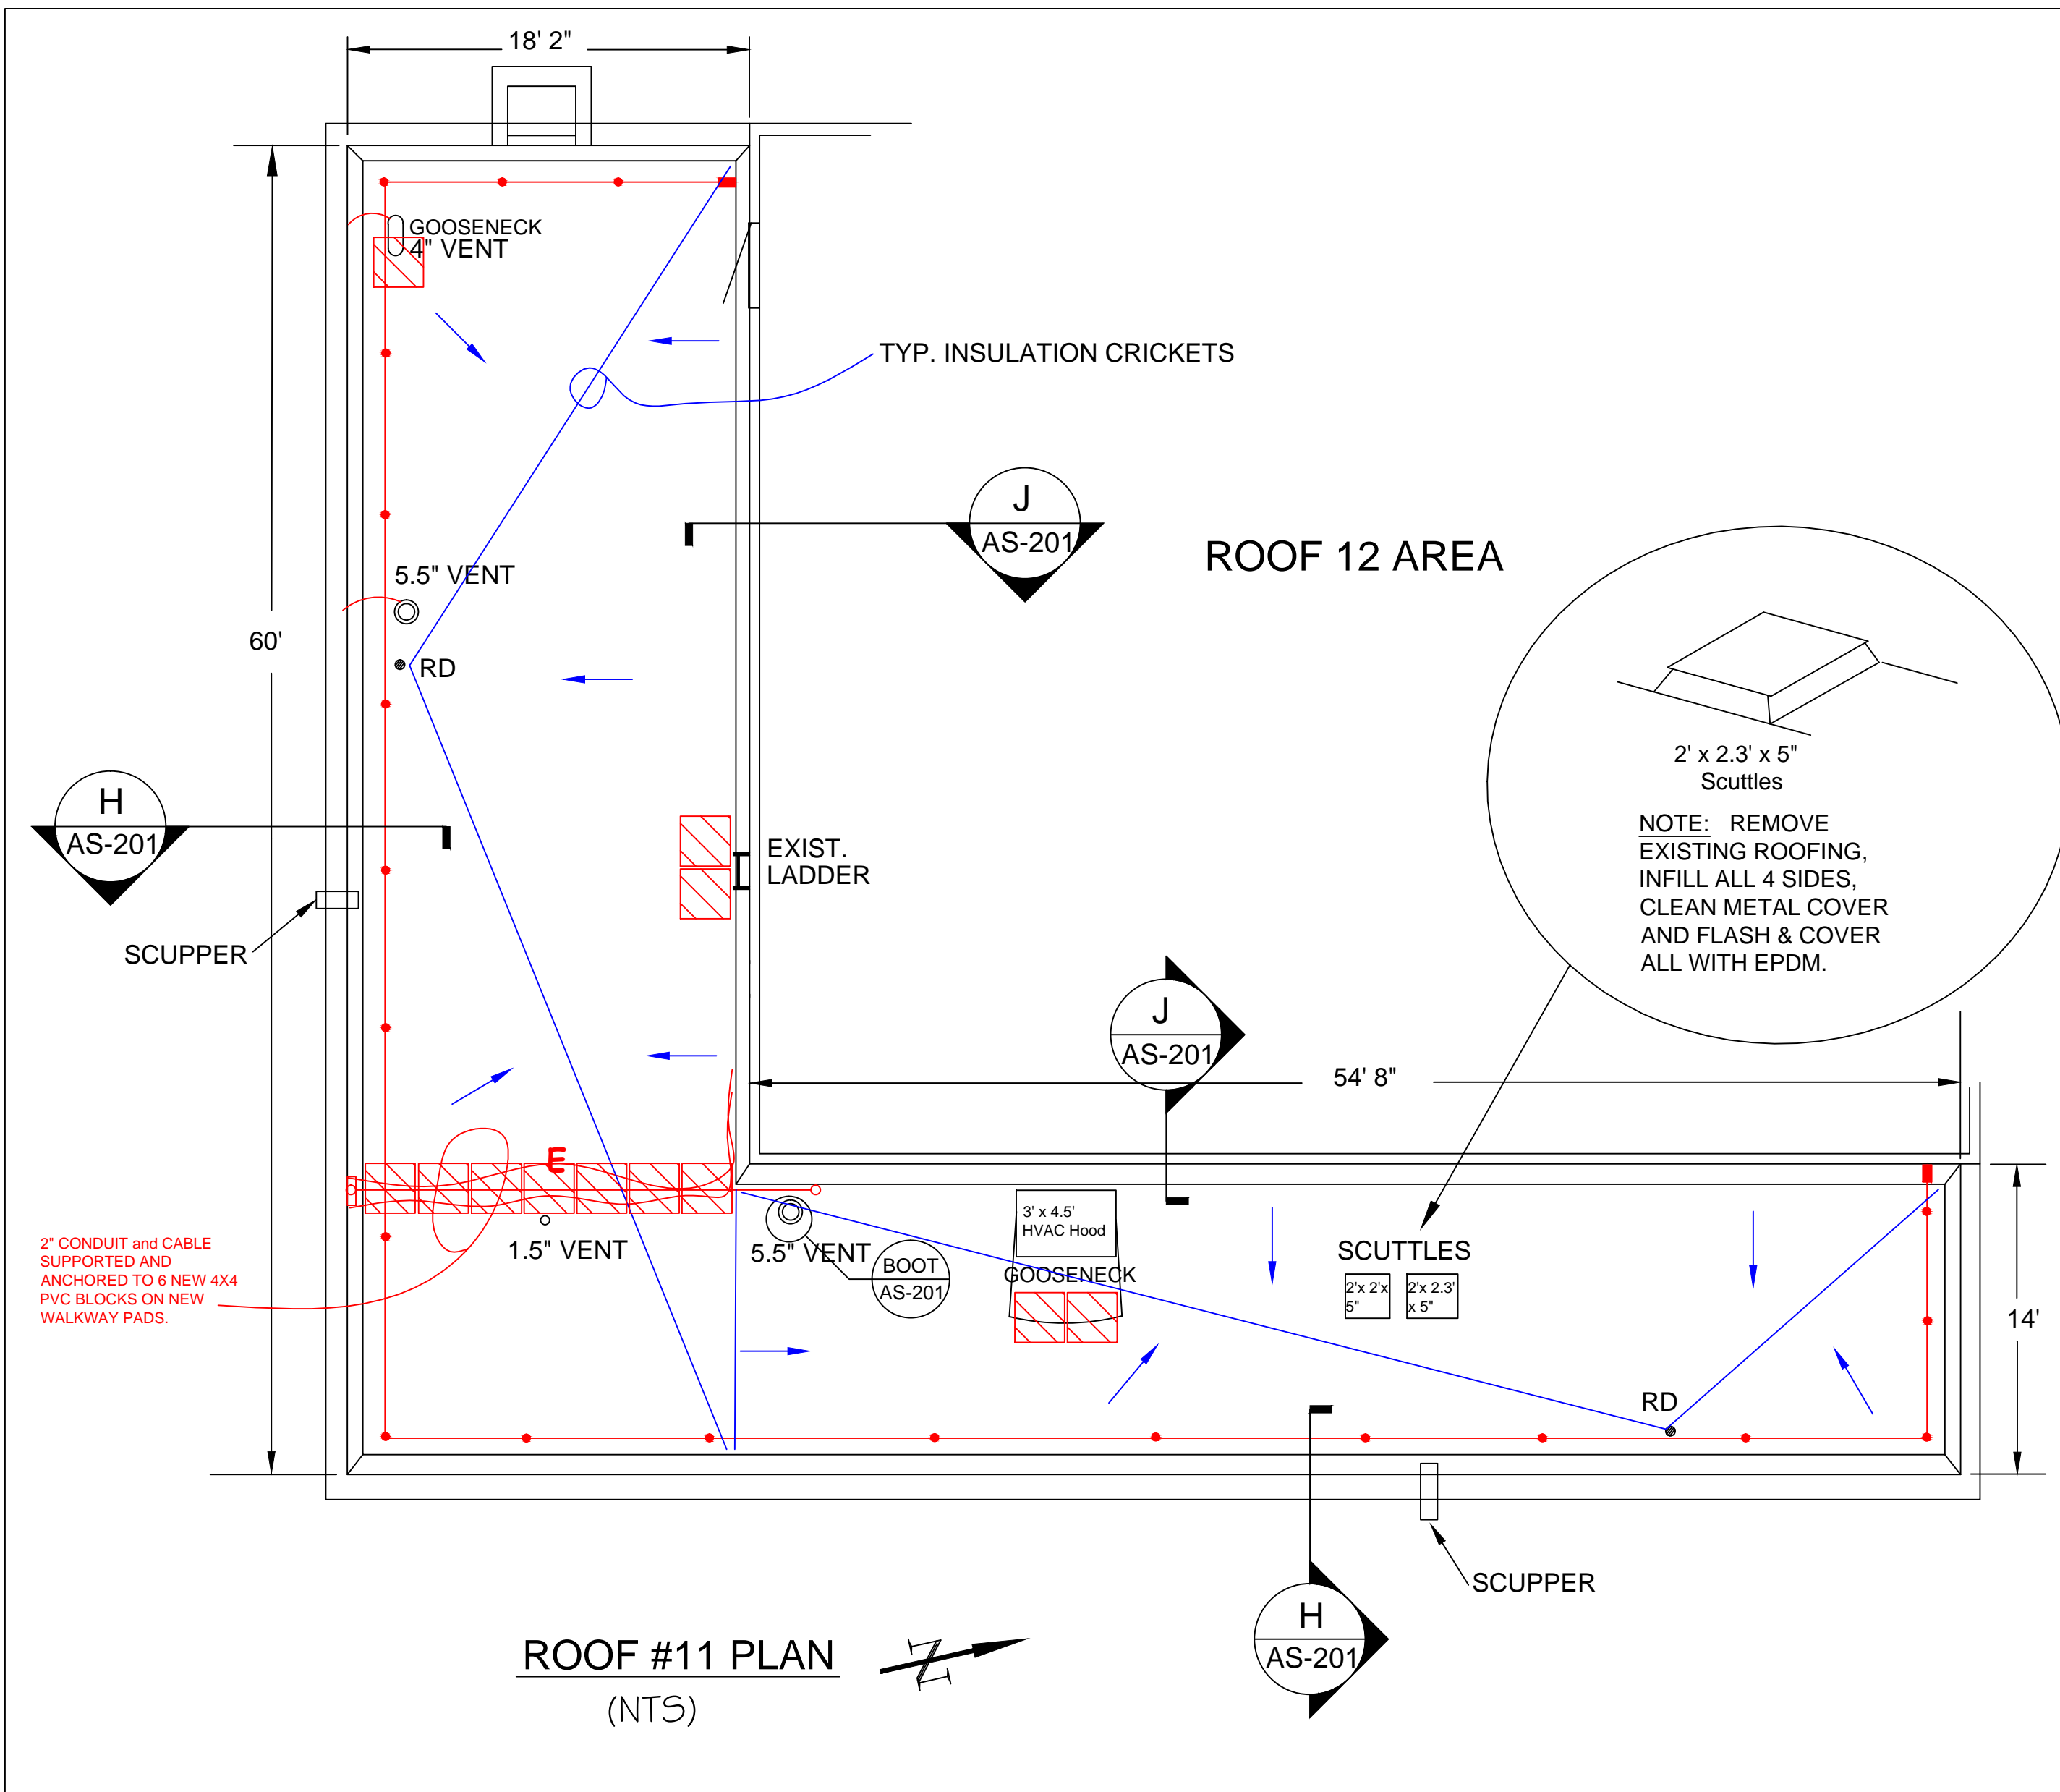 18' 2"
GOOSENECK
4" VENT
TYP. INSULATION CRICKETS
J
AS-201
ROOF 12 AREA
5.5" VENT
60'
RD
2' x 2.3' x 5"
Scuttles
NOTE: REMOVE
EXISTING ROOFING,
INFILL ALL 4 SIDES,
CLEAN METAL COVER
AND FLASH & COVER
ALL WITH EPDM.
H
AS-201
EXIST.
LADDER
SCUPPER
J
AS-201
54' 8"
E
3' x 4.5'
HVAC Hood
2" CONDUIT and CABLE
SUPPORTED AND
ANCHORED TO 6 NEW 4X4
PVC BLOCKS ON NEW
WALKWAY PADS.
1.5" VENT
5.5" VENT
BOOT
AS-201
GOOSENECK
SCUTTLES
2'x 2'x
5"
2'x 2.3'
x 5"
14'
RD
SCUPPER
H
AS-201
ROOF #11 PLAN
N
(NTS)